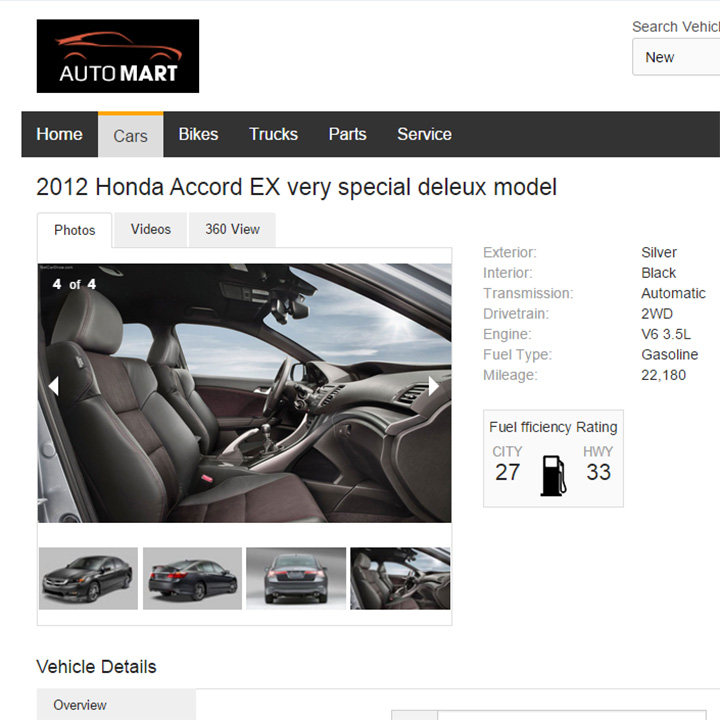 AUTO MART
Search Vehicl
New
Home Cars Bikes Trucks Parts Service
2012 Honda Accord EX very special deleux model
Photos Videos 360 View
4 of 4
Exterior: Silver
Interior: Black
Transmission: Automatic
Drivetrain: 2WD
Engine: V6 3.5L
Fuel Type: Gasoline
Mileage: 22,180
Fuel fficiency Rating
CITY HWY
27 33
Vehicle Details
Overview